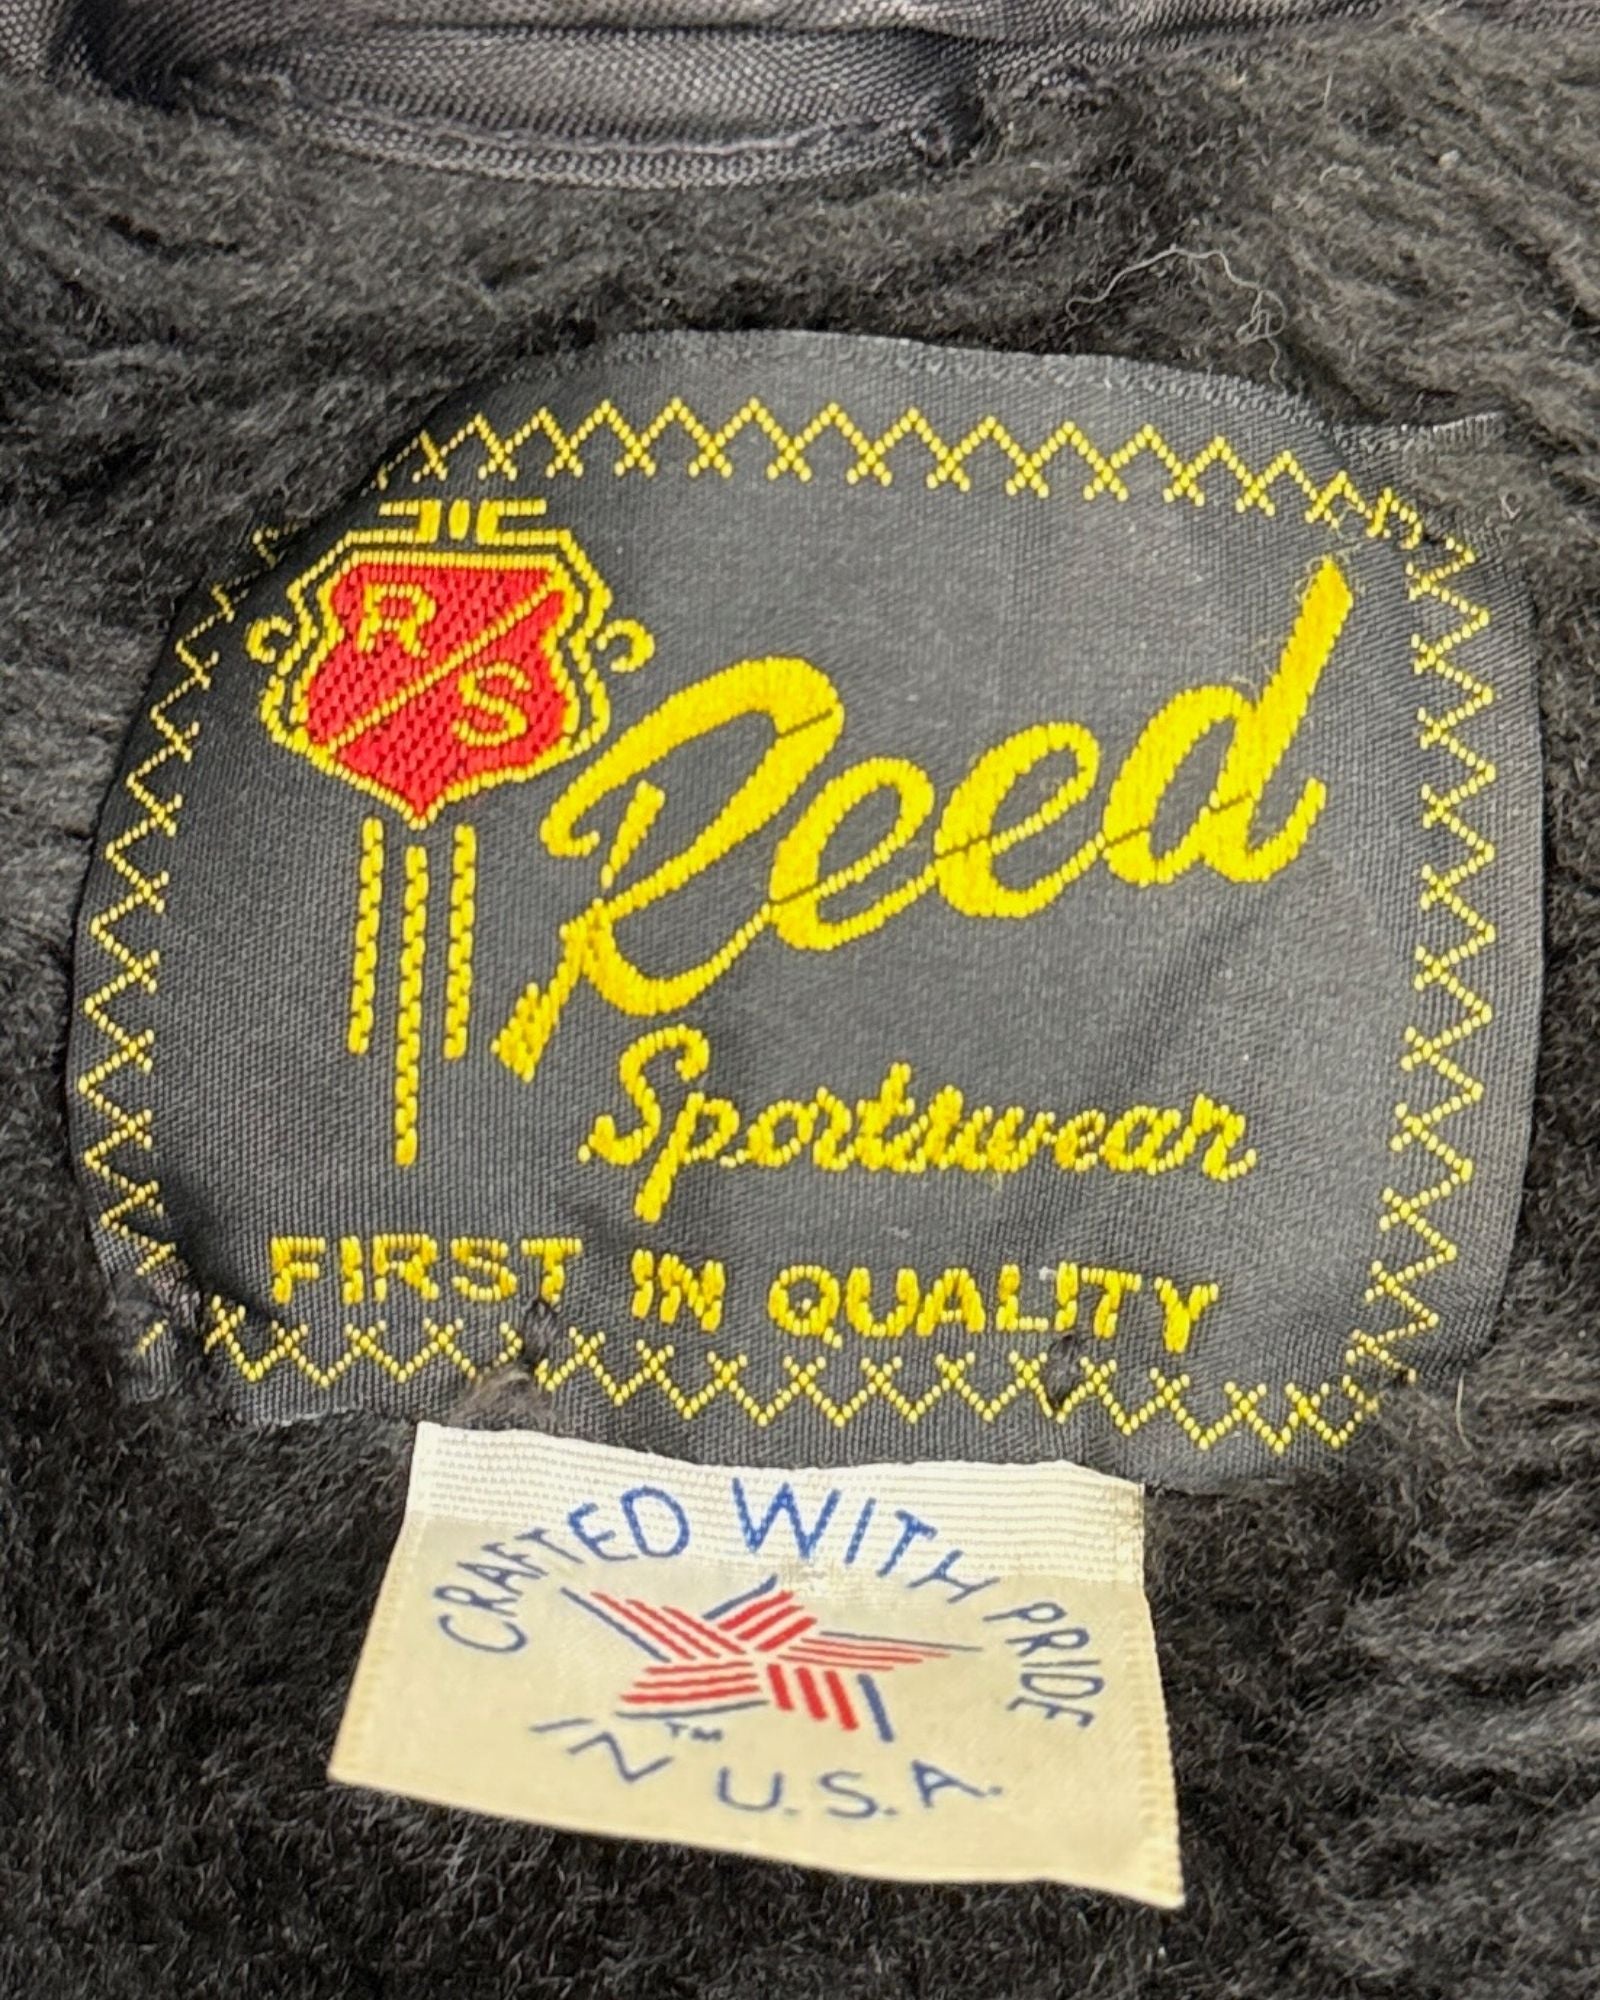 R
S
Reed
Sportswear
FIRST IN QUALITY
CRAFTED WITH PRIDE
™
IN U.S.A.